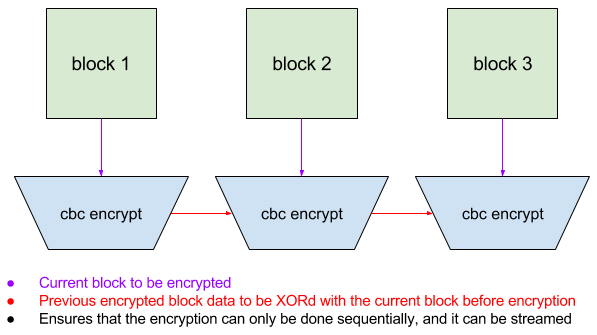 block 1
block 2
block 3
cbc encrypt
cbc encrypt
cbc encrypt
● Current block to be encrypted
● Previous encrypted block data to be XORd with the current block before encryption
● Ensures that the encryption can only be done sequentially, and it can be streamed